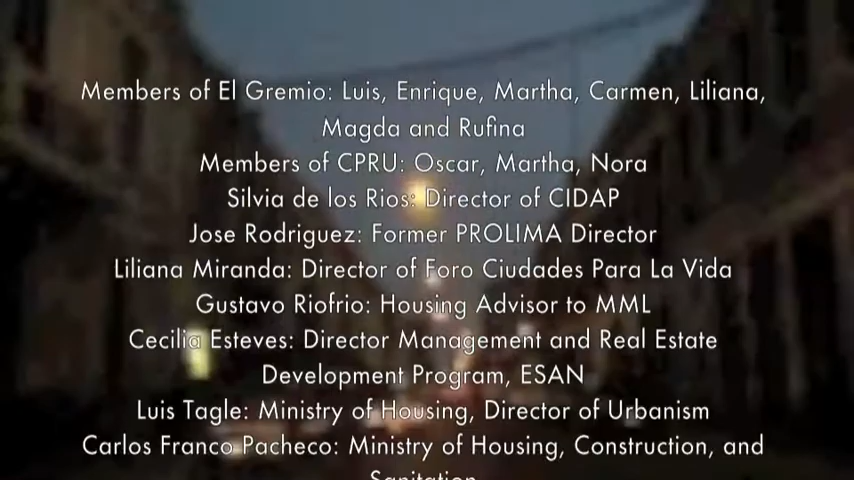 Members of El Gremio: Luis, Enrique, Martha, Carmen, Liliana,
Magda and Rufina
Members of CPRU: Oscar, Martha, Nora
Silvia de los Rios: Director of CIDAP
Jose Rodriguez: Former PROLIMA Director
Liliana Miranda: Director of Foro Ciudades Para La Vida
Gustavo Riofrio: Housing Advisor to MML
Cecilia Esteves: Director Management and Real Estate
Development Program, ESAN
Luis Tagle: Ministry of Housing, Director of Urbanism
Carlos Franco Pacheco: Ministry of Housing, Construction, and
Sanitation